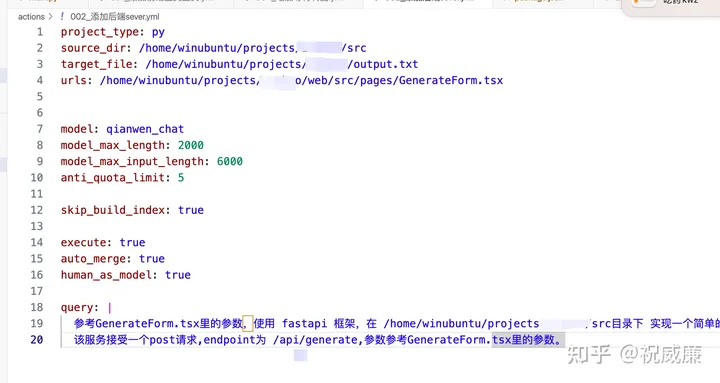 actions > ! 002_添加后端sever.yml
1 project_type: py
2 source_dir: /home/winubuntu/projects/ /src
3 target_file: /home/winubuntu/projects/ /output.txt
4 urls: /home/winubuntu/projects/ o/web/src/pages/GenerateForm.tsx
5
6
7 model: qianwen_chat
8 model_max_length: 2000
9 model_max_input_length: 6000
10 anti_quota_limit: 5
11
12 skip_build_index: true
13
14 execute: true
15 auto_merge: true
16 human_as_model: true
17
18 query: |
19 参考GenerateForm.tsx里的参数，使用 fastapi 框架，在 /home/winubuntu/projects /src目录下 实现一个简单的
20 该服务接受一个post请求,endpoint为 /api/generate,参数参考GenerateForm.tsx里的参数。
知乎 @祝威廉